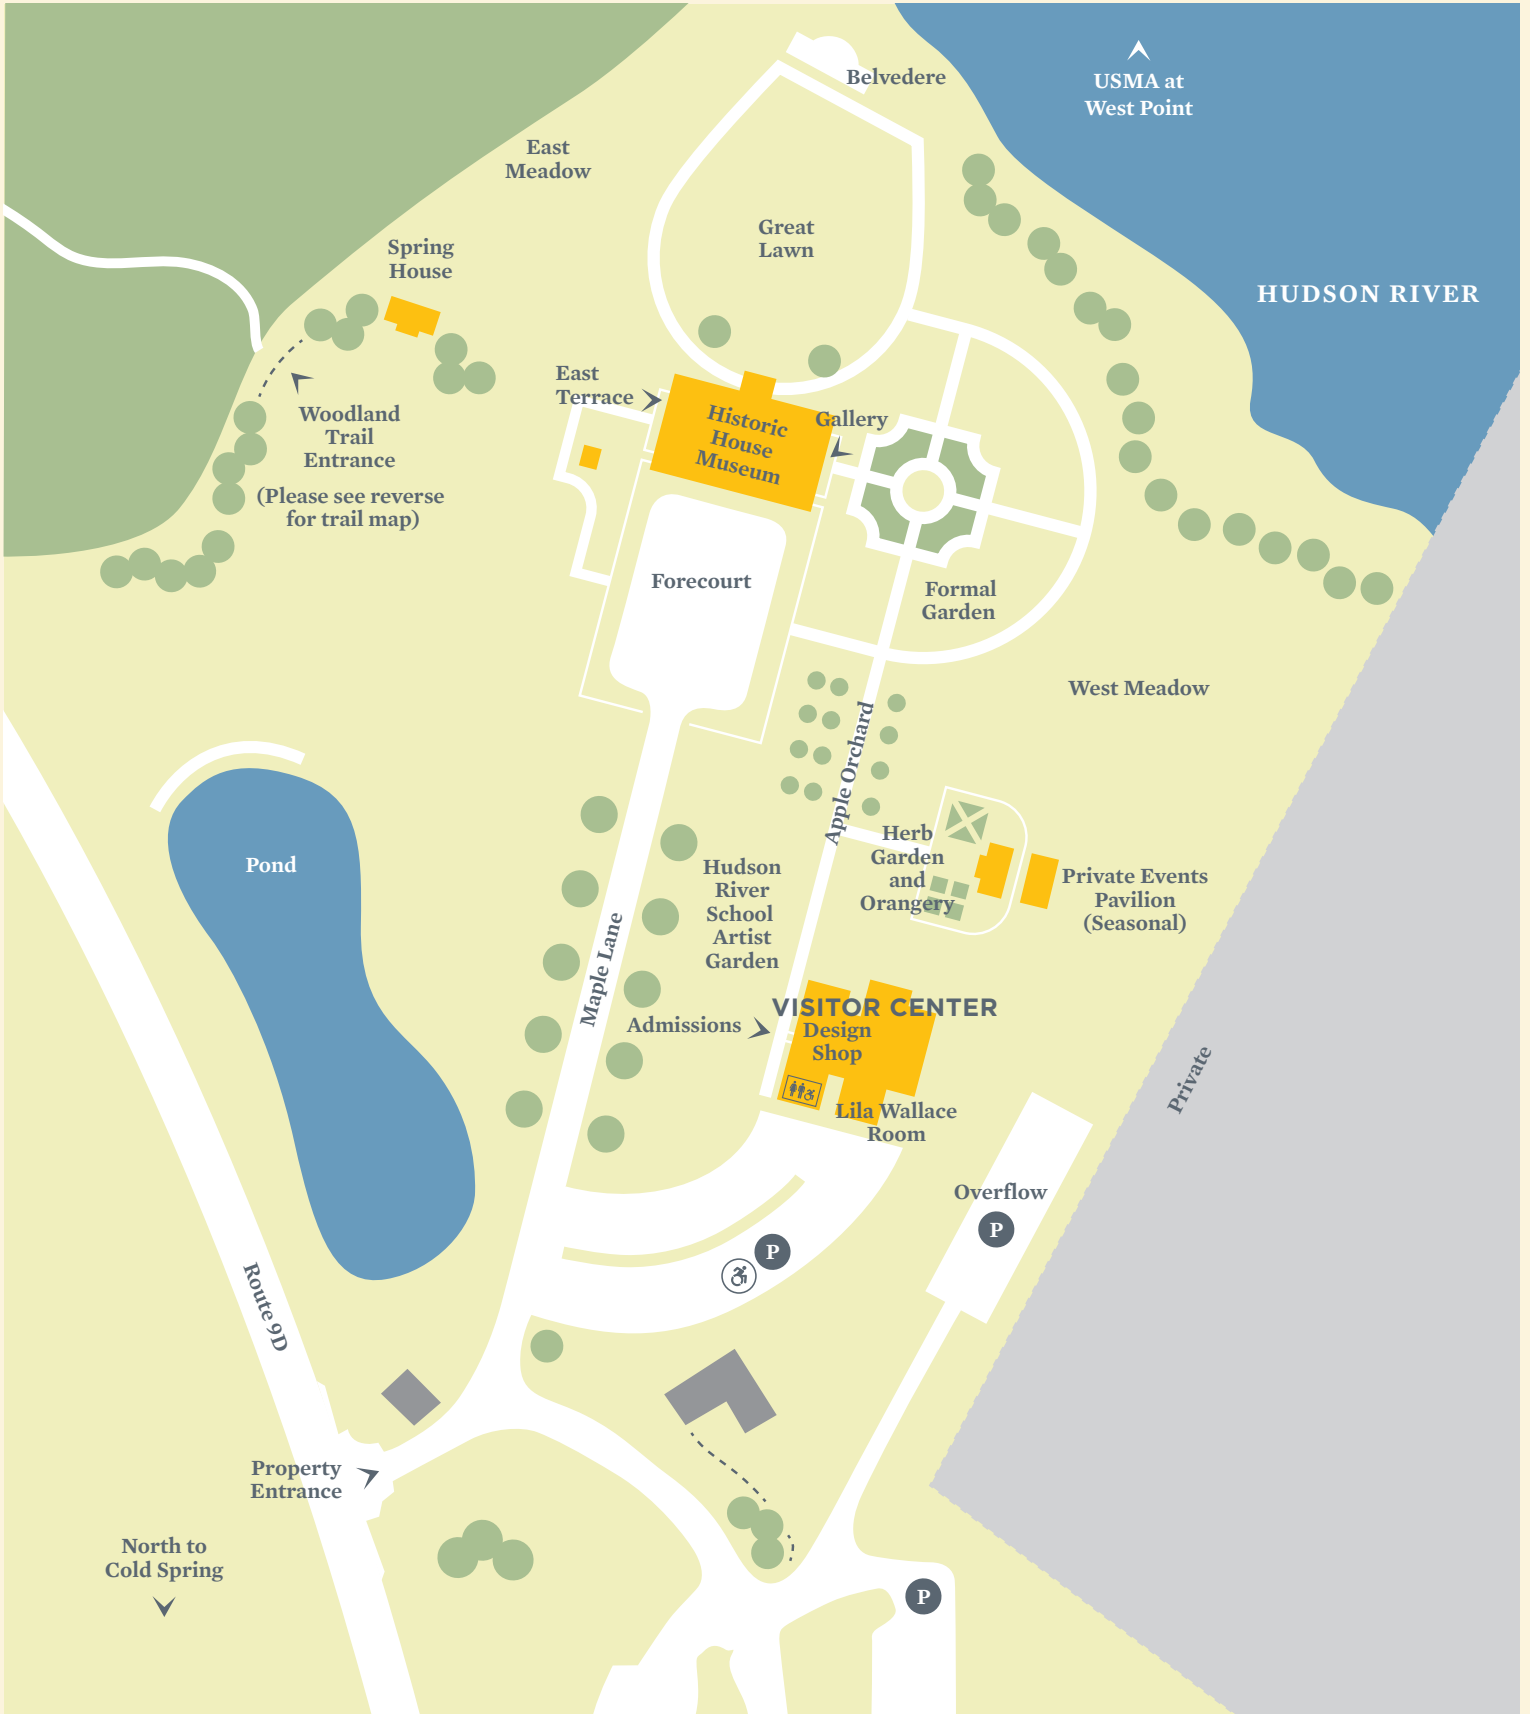 Belvedere
USMA at
West Point
East
Meadow
Great
Lawn
Spring
House
HUDSON RIVER
East
Terrace
Historic
House
Museum
Gallery
Woodland
Trail
Entrance
(Please see reverse
for trail map)
Forecourt
Formal
Garden
West Meadow
Apple Orchard
Pond
Herb
Garden
and
Orangery
Private Events
Pavilion
(Seasonal)
Hudson
River
School
Artist
Garden
Maple Lane
VISITOR CENTER
Admissions
Design
Shop
Lila Wallace
Room
Private
Overflow
P
P
Route 9D
Property
Entrance
North to
Cold Spring
P